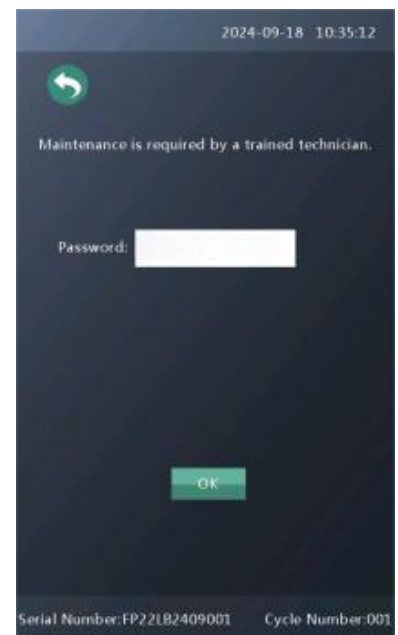 2024-09-18 10:35:12
Maintenance is required by a trained technician.
Password:
OK
Serial Number:FP22LB2409001 Cycle Number:001